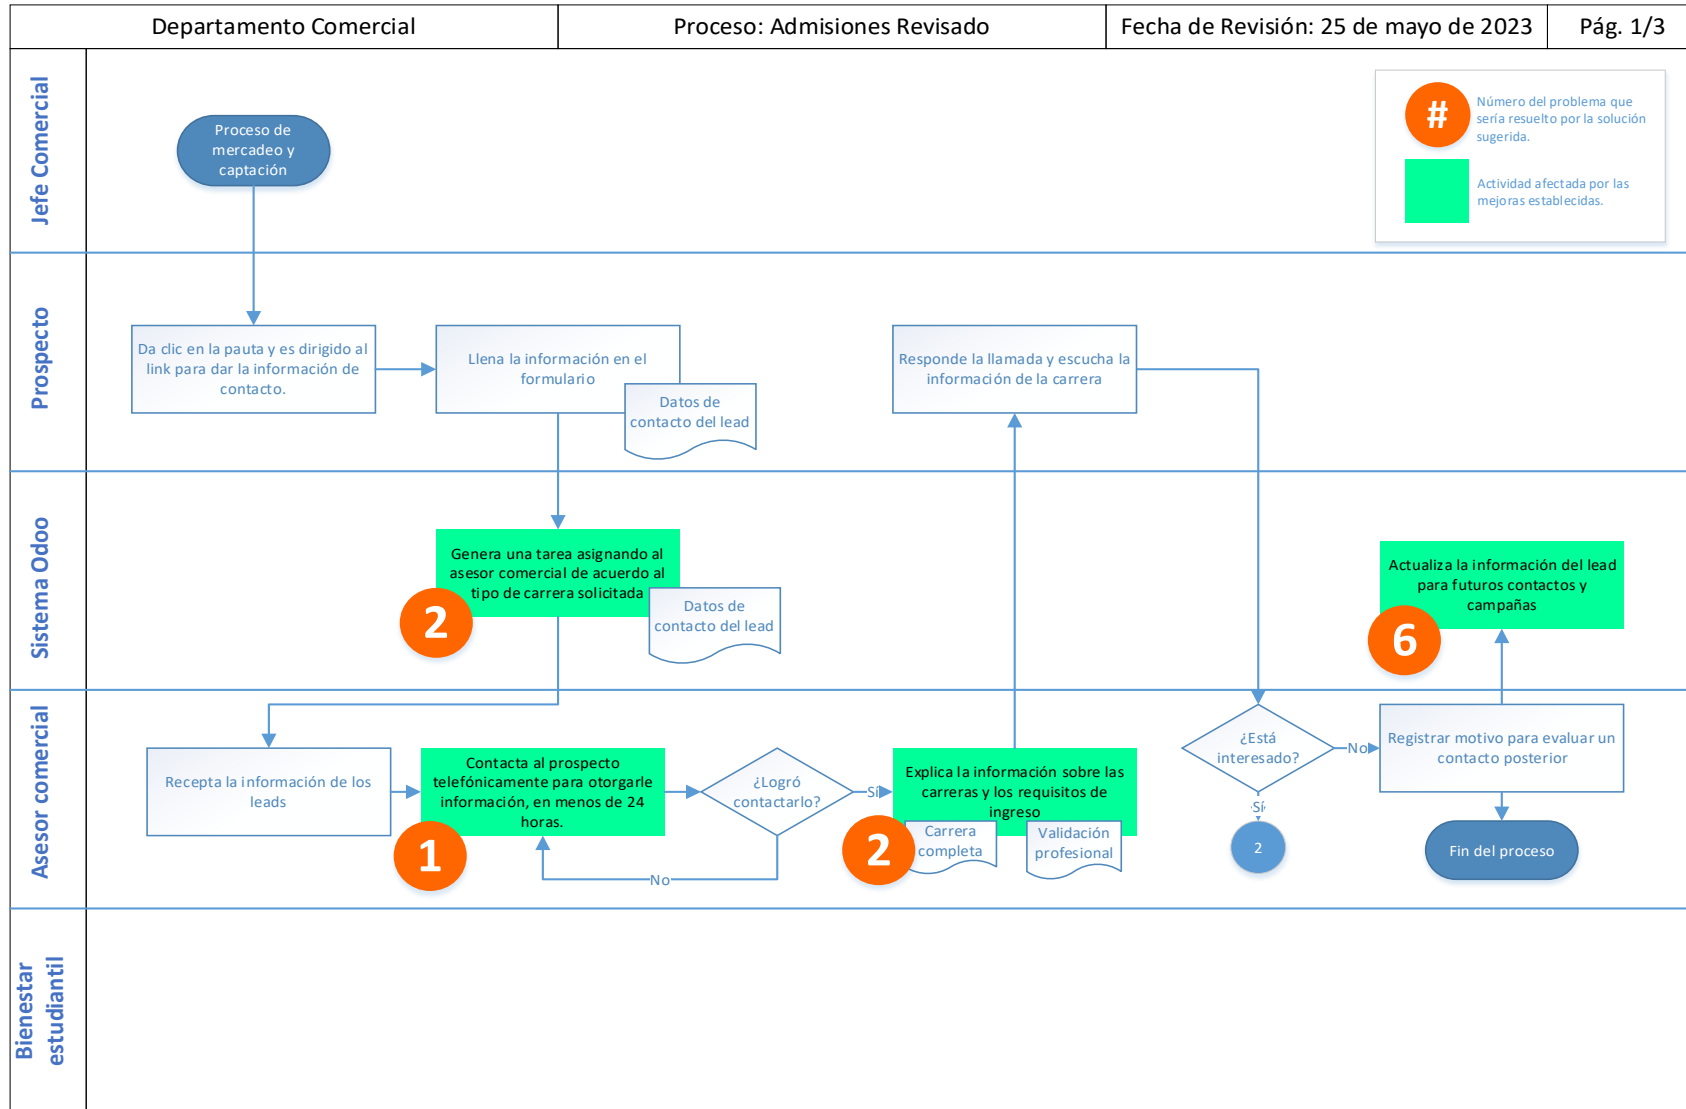 Departamento Comercial
Proceso: Admisiones Revisado
Fecha de Revisión: 25 de mayo de 2023
Pág. 1/3
Jefe Comercial
Proceso de
mercadeo y
captación
#
Número del problema que
sería resuelto por la solución
sugerida.
Actividad afectada por las
mejoras establecidas.
Prospecto
Da clic en la pauta y es dirigido al
link para dar la información de
contacto.
Llena la información en el
formulario
Datos de
contacto del lead
Responde la llamada y escucha la
información de la carrera
Sistema Odoo
Genera una tarea asignando al
asesor comercial de acuerdo al
tipo de carrera solicitada
2
Datos de
contacto del lead
Actualiza la información del lead
para futuros contactos y
campañas
6
Asesor comercial
Recepta la información de los
leads
Contacta al prospecto
telefónicamente para otorgarle
información, en menos de 24
horas.
1
¿Logró
contactarlo?
Sí
No
Explica la información sobre las
carreras y los requisitos de
ingreso
2
Carrera
completa
Validación
profesional
¿Está
interesado?
No
Sí
2
Registrar motivo para evaluar un
contacto posterior
Fin del proceso
Bienestar
estudiantil